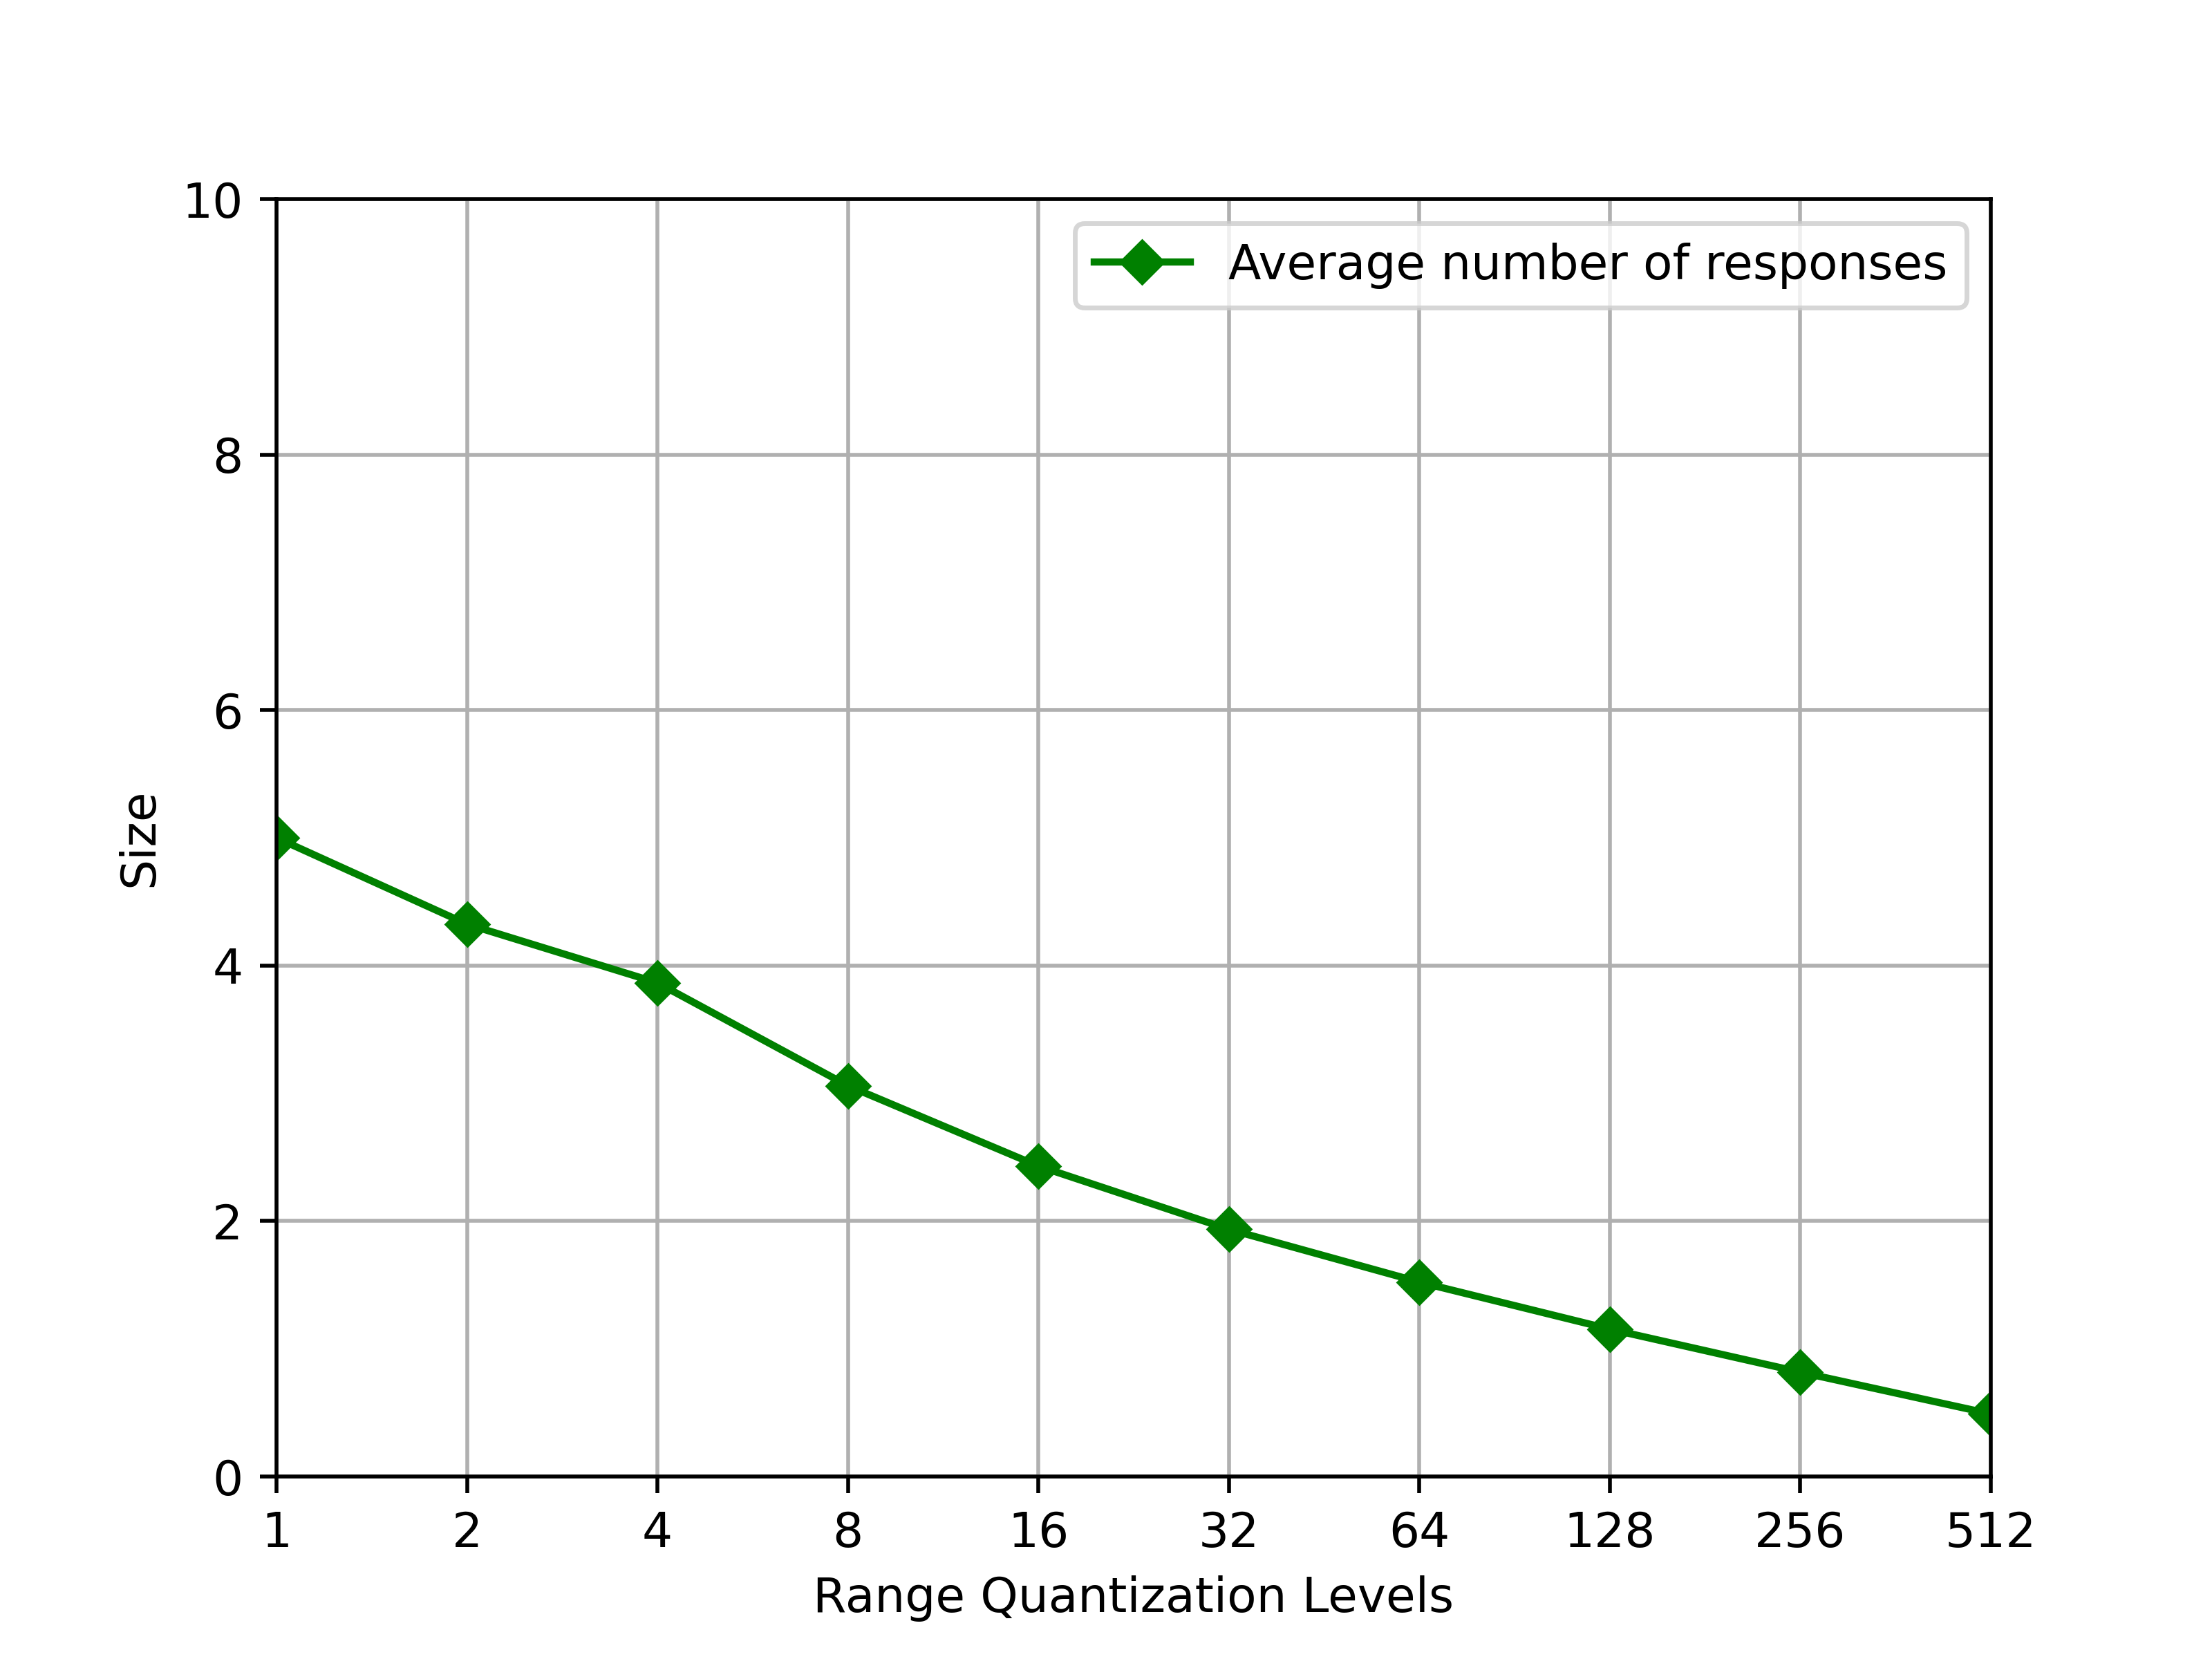 Average number of responses
10
8
6
4
2
0
Size
1 2 4 8 16 32 64 128 256 512
Range Quantization Levels